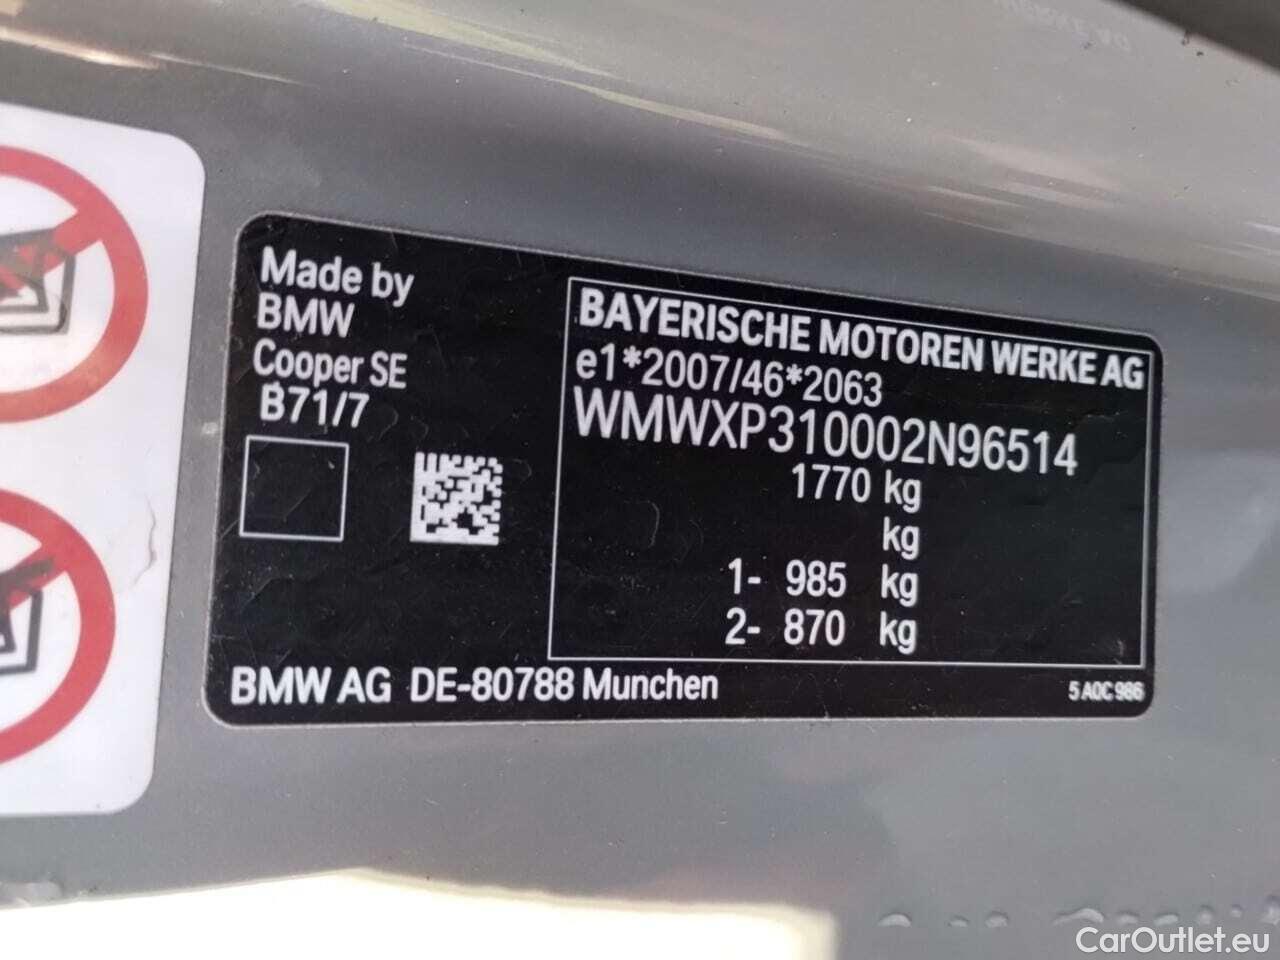 Made by
BMW
Cooper SE
B71/7
BAYERISCHE MOTOREN WERKE AG
e1*2007/46*2063
WMWXP310002N96514
1770 kg
kg
1- 985 kg
2- 870 kg
BMW AG DE-80788 Munchen
5 A0C 986
CarOutlet.eu